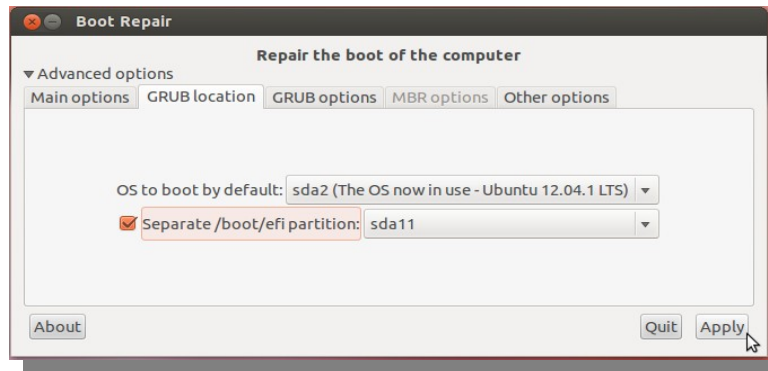 Boot Repair
Repair the boot of the computer
Advanced options
Main options GRUB location GRUB options MBR options Other options
OS to boot by default: sda2 (The OS now in use - Ubuntu 12.04.1 LTS)
Separate /boot/efi partition: sda11
About Quit Apply